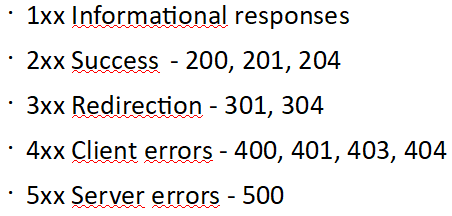 · 1xx Informational responses
· 2xx Success - 200, 201, 204
· 3xx Redirection - 301, 304
· 4xx Client errors - 400, 401, 403, 404
· 5xx Server errors - 500